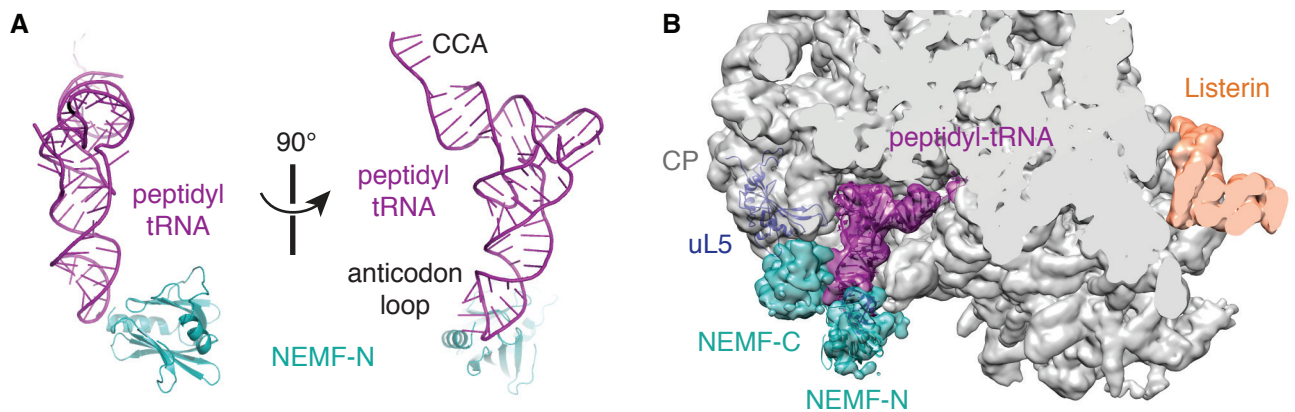 A
peptidyl
tRNA
90°
CCA
peptidyl
tRNA
anticodon
loop
NEMF-N
B
Listerin
peptidyl-tRNA
CP
uL5
NEMF-C
NEMF-N